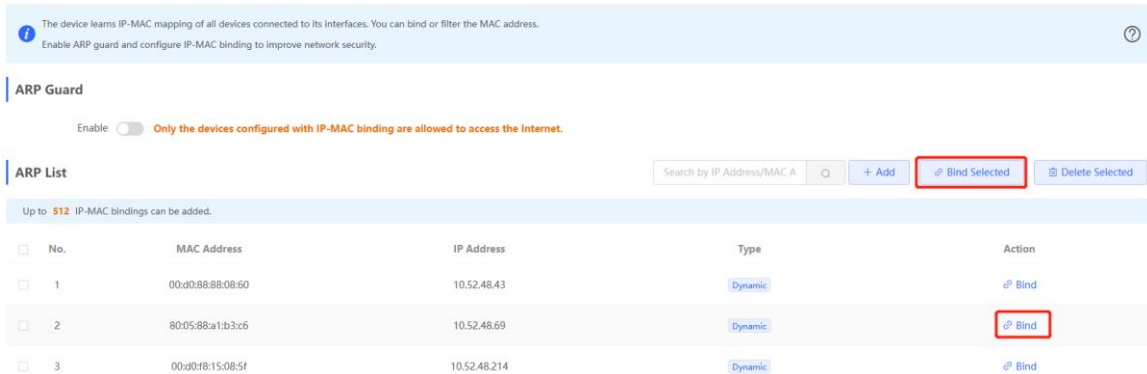 The device learns IP-MAC mapping of all devices connected to its interfaces. You can bind or filter the MAC address.
Enable ARP guard and configure IP-MAC binding to improve network security.
ARP Guard
Enable Only the devices configured with IP-MAC binding are allowed to access the Internet.
ARP List Search by IP Address/MAC A + Add Bind Selected Delete Selected
Up to 512 IP-MAC bindings can be added.
No. MAC Address IP Address Type Action
1 00:d0:88:88:08:60 10.52.48.43 Dynamic Bind
2 80:05:88:a1:b3:c6 10.52.48.69 Dynamic Bind
3 00:d0:f8:15:08:5f 10.52.48.214 Dynamic Bind